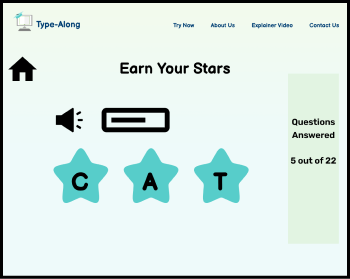 Type-Along
Try Now About Us Explainer Video Contact Us
Earn Your Stars
Questions
Answered
5 out of 22
C A T